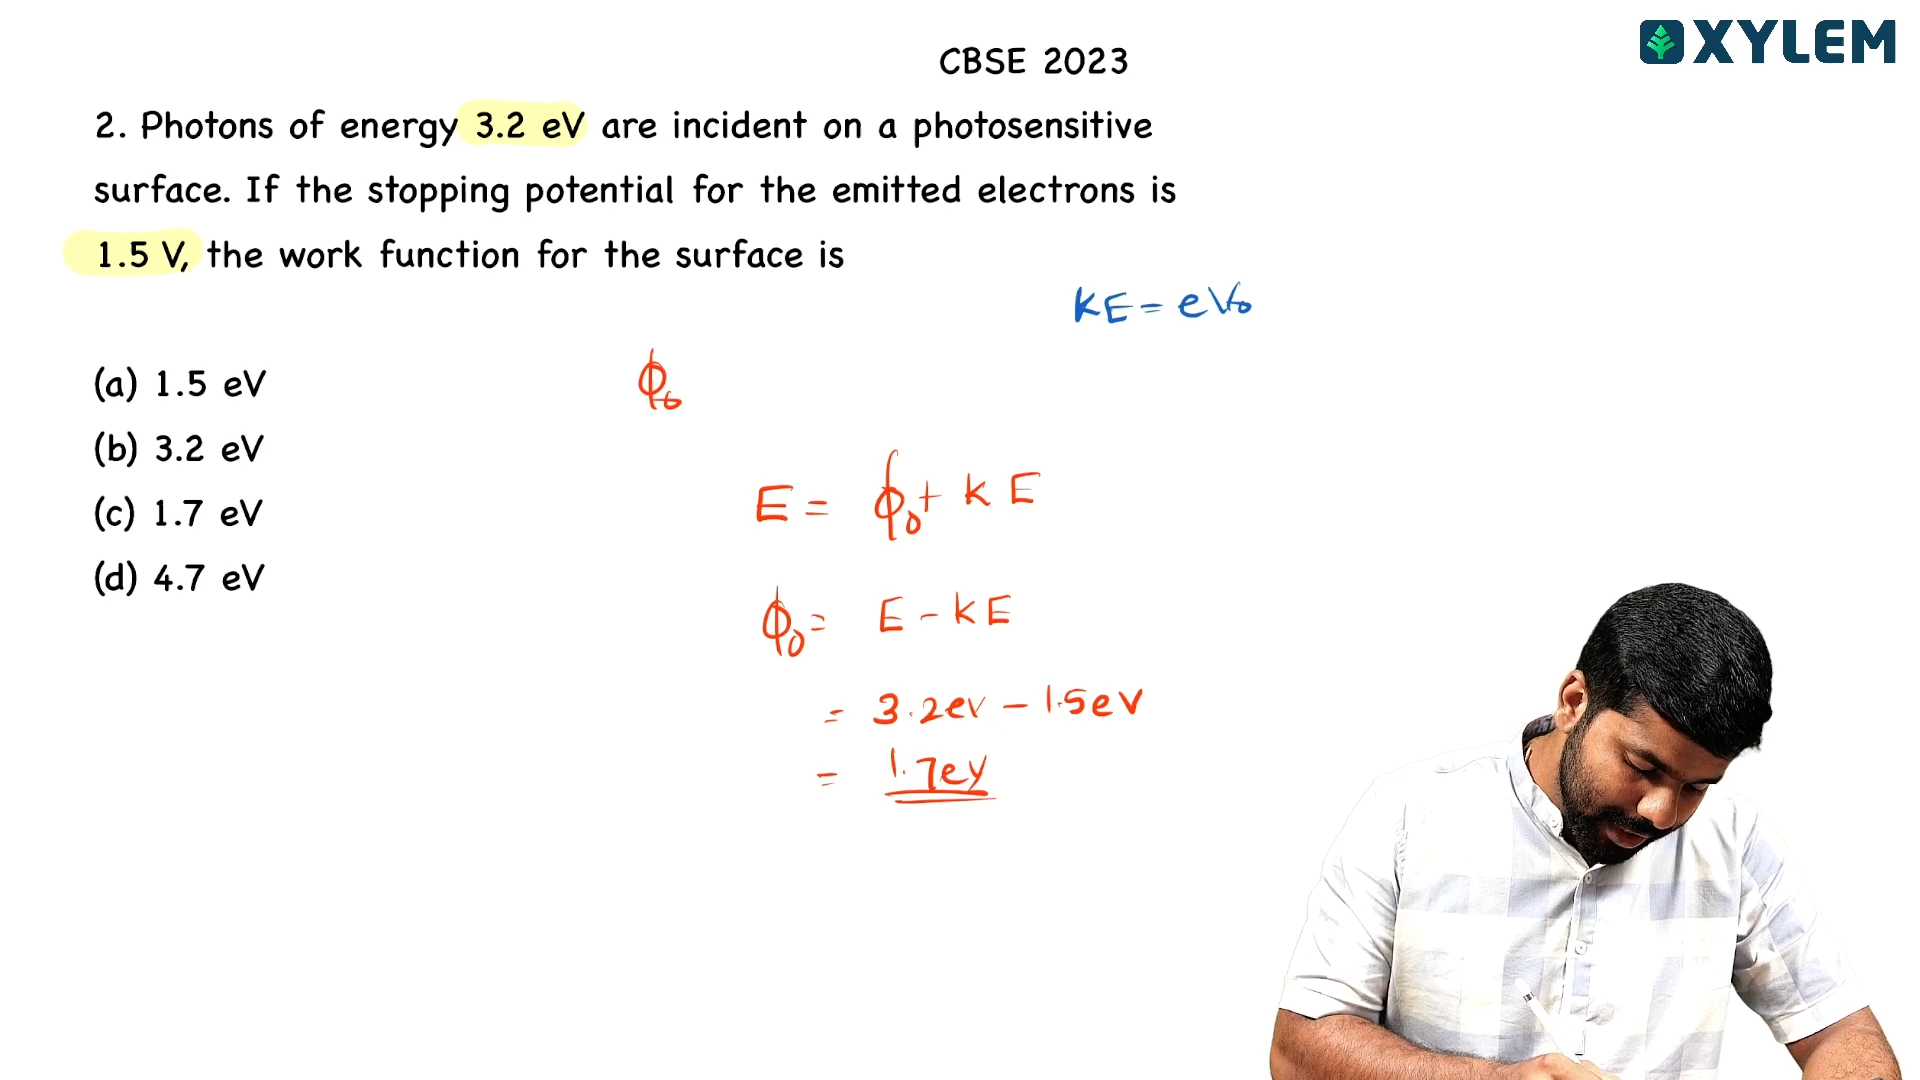 XYLEM
CBSE 2023
2. Photons of energy 3.2 eV are incident on a photosensitive
surface. If the stopping potential for the emitted electrons is
1.5 V, the work function for the surface is
KE = eV₀
(a) 1.5 eV
(b) 3.2 eV
(c) 1.7 eV
(d) 4.7 eV
ϕ₀
E = ϕ₀ + KE
ϕ₀ = E - KE
= 3.2ev - 1.5eV
= 1.7eV